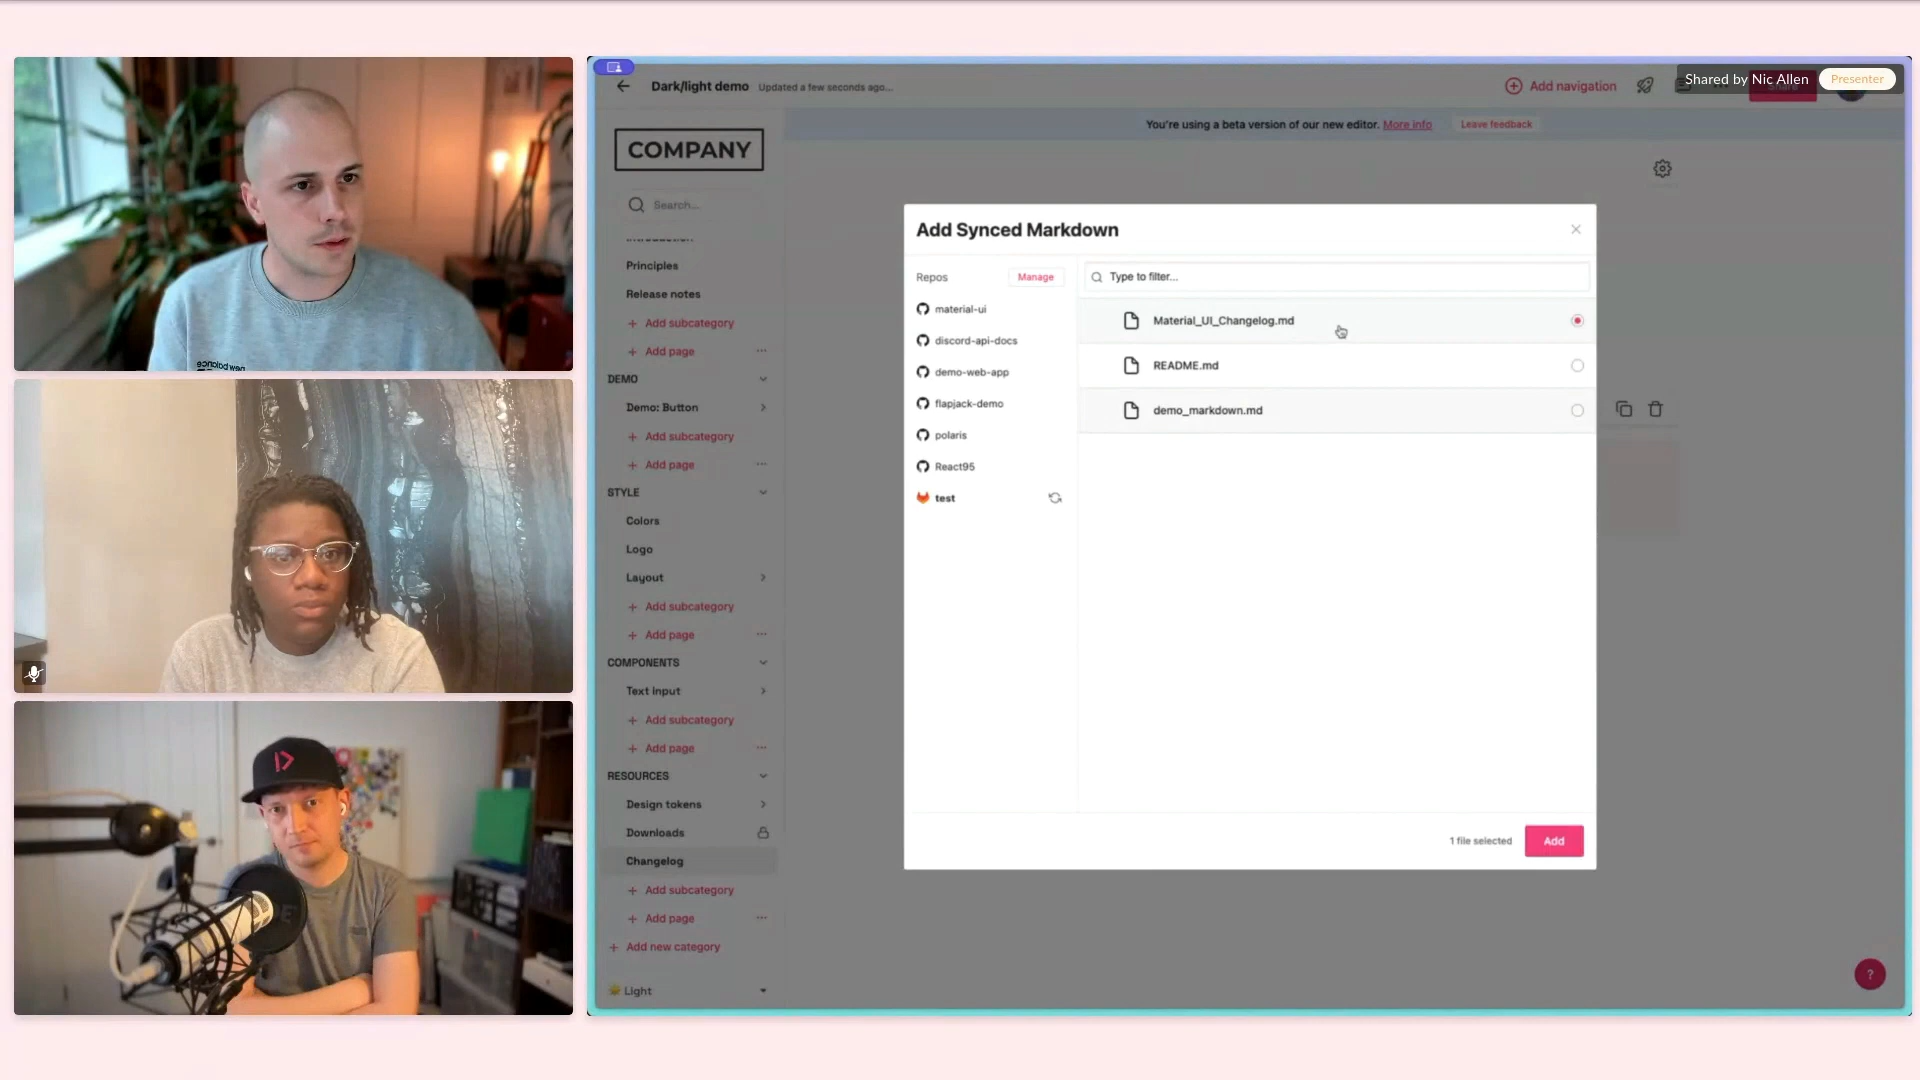 Dark/light demo
Updated a few seconds ago...
Add navigation
Shared by Nic Allen
Presenter
You're using a beta version of our new editor. More info
Leave feedback
COMPANY
Search...
Principles
Release notes
Add subcategory
Add page
DEMO
Demo: Button
Add subcategory
Add page
STYLE
Colors
Logo
Layout
Add subcategory
Add page
COMPONENTS
Text input
Add subcategory
Add page
RESOURCES
Design tokens
Downloads
Changelog
Add subcategory
Add page
Add new category
Light
Add Synced Markdown
Repos
Manage
material-ui
discord-api-docs
demo-web-app
flapjack-demo
polaris
React95
test
Type to filter...
Material_UI_Changelog.md
README.md
demo_markdown.md
1 file selected
Add
?
new balance